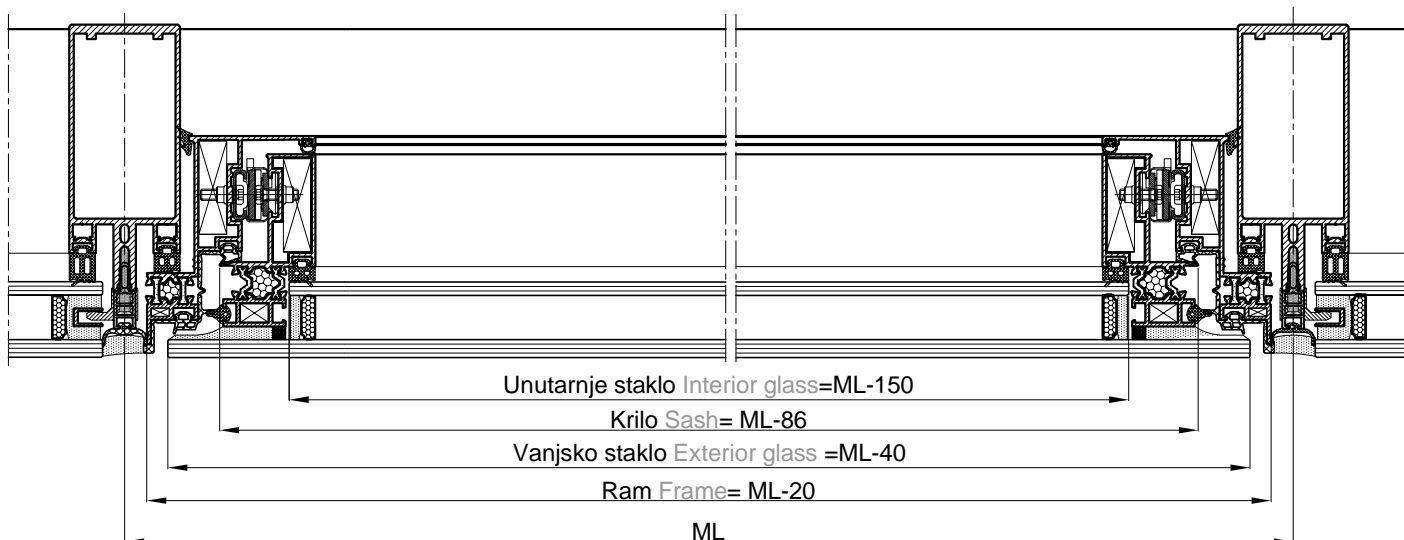 Unutarnje staklo Interior glass=ML-150
Krilo Sash= ML-86
Vanjsko staklo Exterior glass =ML-40
Ram Frame= ML-20
ML